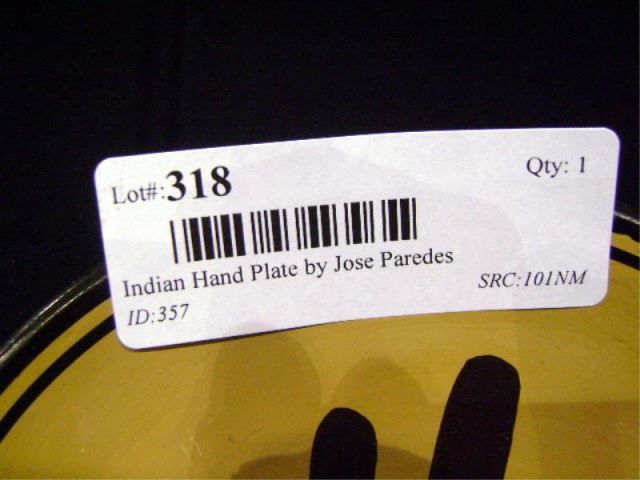 Lot#:318 Qty: 1
Indian Hand Plate by Jose Paredes
ID:357 SRC:101NM